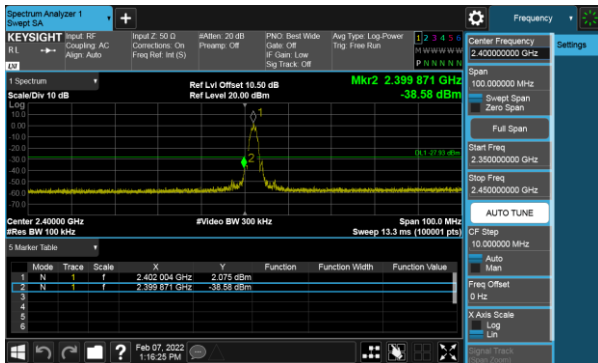 Spectrum Analyzer 1
Swept SA
+
Frequency
KEYSIGHT
RL
Input: RF
Coupling: AC
Align: Auto
Input Z: 50 Ω
Corrections: On
Freq Ref: Int (S)
#Atten: 20 dB
Preamp: Off
PNO: Best Wide
Gate: Off
IF Gain: Low
Sig Track: Off
Avg Type: Log-Power
Trig: Free Run
1 2 3 4 5 6
M W W W W W
P N N N N N
LXI
1 Spectrum
Scale/Div 10 dB
Ref Lvl Offset 10.50 dB
Ref Level 20.00 dBm
Mkr2 2.399 871 GHz
-38.58 dBm
Log
10.0
0.00
-10.0
-20.0
-30.0
-40.0
-50.0
-60.0
-70.0
1
2
DL1 -27.93 dBm
Center 2.40000 GHz
#Res BW 100 kHz
#Video BW 300 kHz
Span 100.0 MHz
Sweep 13.3 ms (100001 pts)
5 Marker Table
Mode Trace Scale X Y Function Function Width Function Value
1 N 1 f 2.402 004 GHz 2.075 dBm
2 N 1 f 2.399 871 GHz -38.58 dBm
3
4
5
6
?
Feb 07, 2022
1:16:25 PM
Center Frequency
2.400000000 GHz
Settings
Span
100.000000 MHz
Swept Span
Zero Span
Full Span
Start Freq
2.350000000 GHz
Stop Freq
2.450000000 GHz
AUTO TUNE
CF Step
10.000000 MHz
Auto
Man
Freq Offset
0 Hz
X Axis Scale
Log
Lin
Signal Track
(Span Zoom)